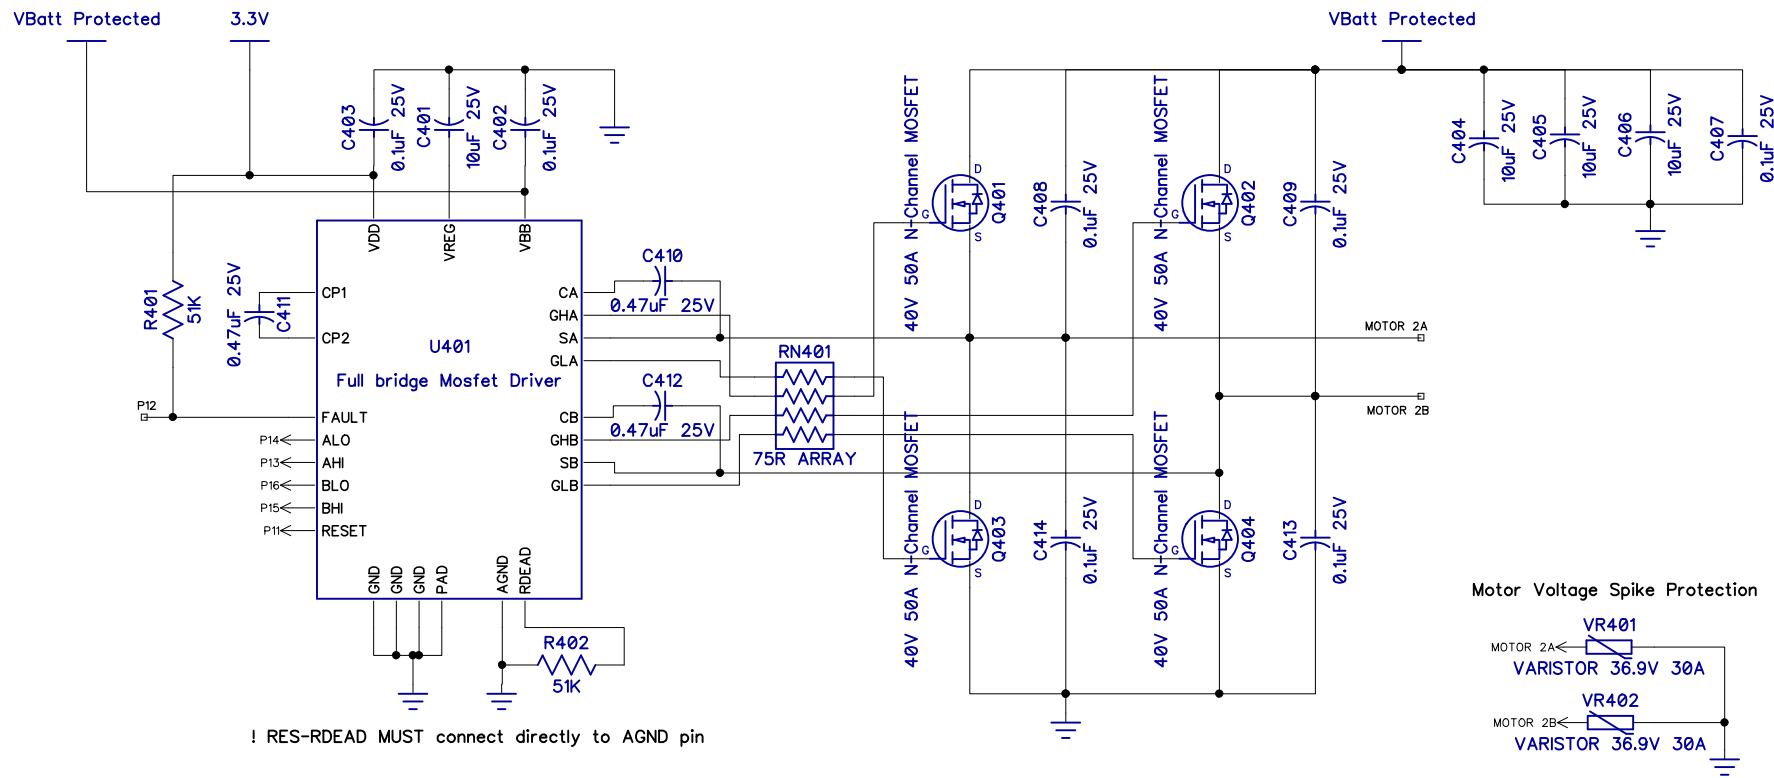 VBatt Protected
3.3V
VBatt Protected
C403
0.1uF 25V
C401
10uF 25V
C402
0.1uF 25V
40V 50A N-Channel MOSFET
D
G
S
Q401
C408
0.1uF 25V
40V 50A N-Channel MOSFET
D
G
S
Q402
C409
0.1uF 25V
C404
10uF 25V
C405
10uF 25V
C406
10uF 25V
C407
0.1uF 25V
R401
51K
0.47uF 25V
C411
VDD
VREG
VBB
CP1
CP2
U401
Full bridge Mosfet Driver
CA
GHA
SA
GLA
CB
GHB
SB
GLB
C410
0.47uF 25V
C412
0.47uF 25V
RN401
75R ARRAY
MOTOR 2A
MOTOR 2B
P12
FAULT
P14
ALO
P13
AHI
P16
BLO
P15
BHI
P11
RESET
GND
GND
GND
PAD
AGND
RDEAD
R402
51K
40V 50A N-Channel MOSFET
D
G
S
Q403
C414
0.1uF 25V
40V 50A N-Channel MOSFET
D
G
S
Q404
C413
0.1uF 25V
Motor Voltage Spike Protection
VR401
MOTOR 2A
VARISTOR 36.9V 30A
VR402
MOTOR 2B
VARISTOR 36.9V 30A
! RES-RDEAD MUST connect directly to AGND pin